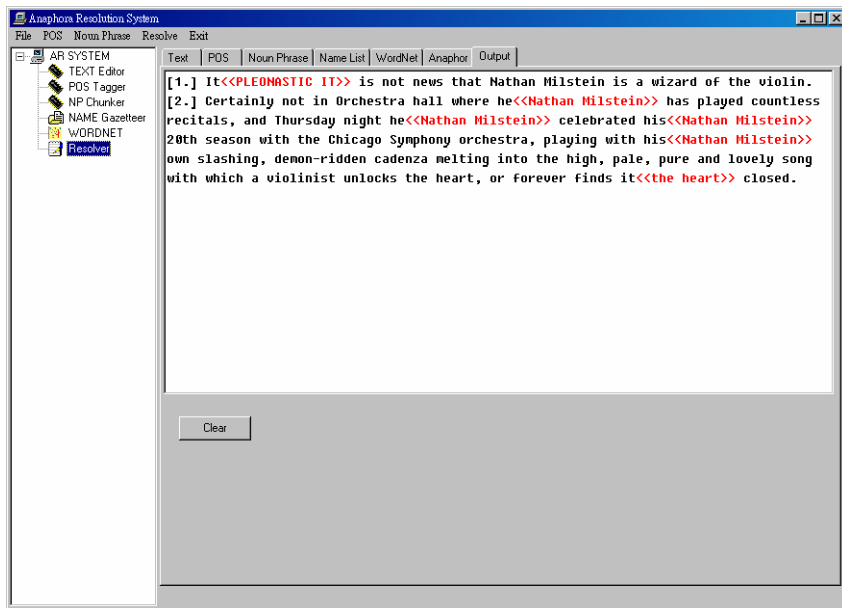 Anaphora Resolution System
File POS Noun Phrase Resolve Exit
AR SYSTEM
TEXT Editor
POS Tagger
NP Chunker
NAME Gazetteer
WORDNET
Resolver
Text POS Noun Phrase Name List WordNet Anaphor Output
[1.] It<<PLEONASTIC IT>> is not news that Nathan Milstein is a wizard of the violin.
[2.] Certainly not in Orchestra hall where he<<Nathan Milstein>> has played countless
recitals, and Thursday night he<<Nathan Milstein>> celebrated his<<Nathan Milstein>>
20th season with the Chicago Symphony orchestra, playing with his<<Nathan Milstein>>
own slashing, demon-ridden cadenza melting into the high, pale, pure and lovely song
with which a violinist unlocks the heart, or forever finds it<<the heart>> closed.
Clear